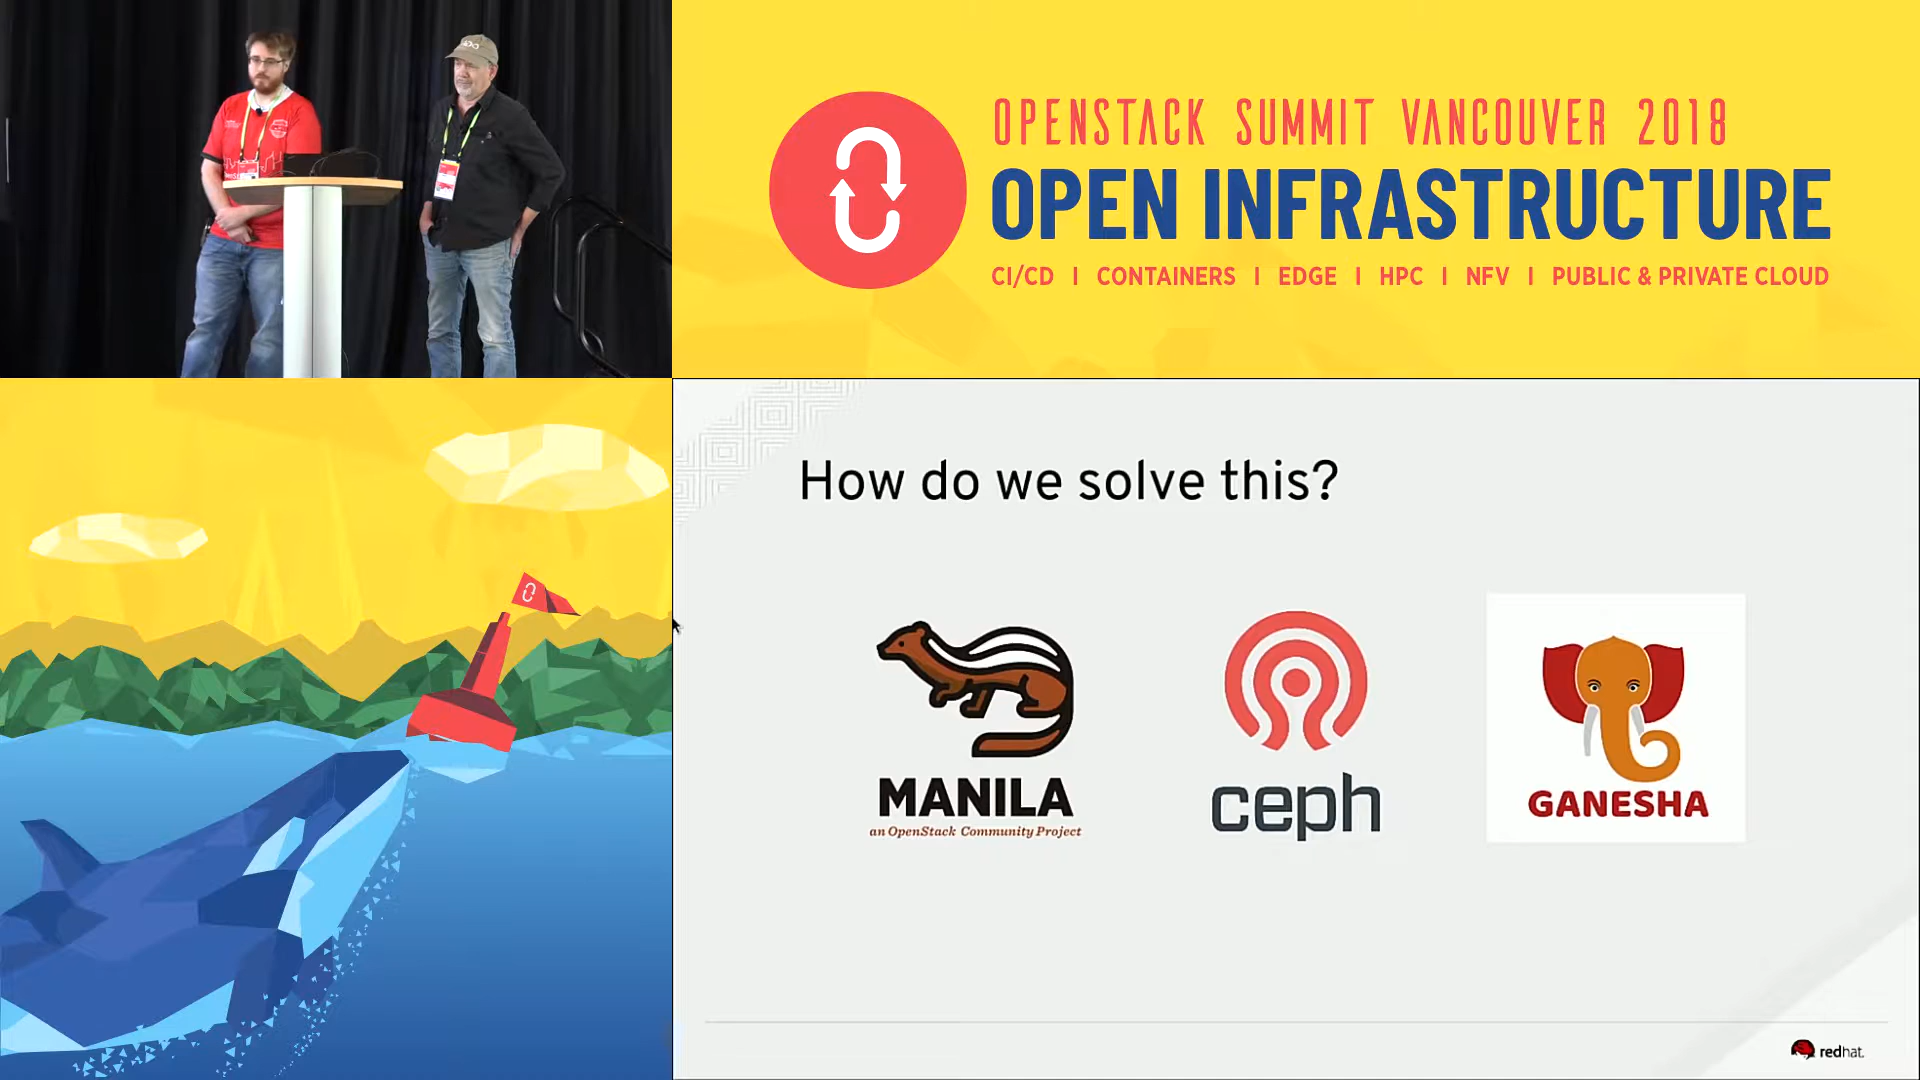 OPENSTACK SUMMIT VANCOUVER 2018
OPEN INFRASTRUCTURE
CI/CD | CONTAINERS | EDGE | HPC | NFV | PUBLIC & PRIVATE CLOUD
How do we solve this?
MANILA
an OpenStack Community Project
ceph
GANESHA
redhat.